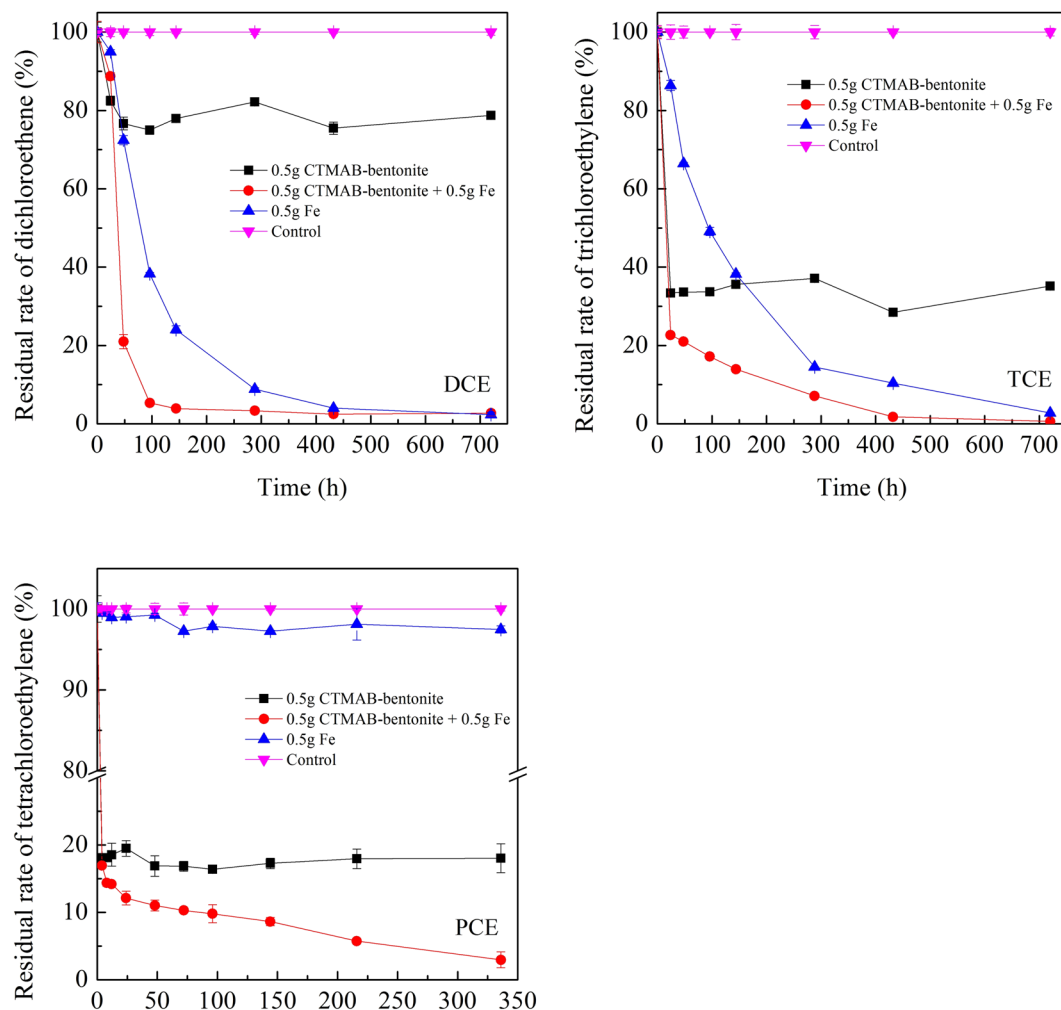 Residual rate of dichloroethene (%)
100
80
60
40
20
0
0.5g CTMAB-bentonite
0.5g CTMAB-bentonite + 0.5g Fe
0.5g Fe
Control
DCE
0 100 200 300 400 500 600 700
Time (h)
Residual rate of trichloroethylene (%)
100
80
60
40
20
0
0.5g CTMAB-bentonite
0.5g CTMAB-bentonite + 0.5g Fe
0.5g Fe
Control
TCE
0 100 200 300 400 500 600 700
Time (h)
Residual rate of tetrachloroethylene (%)
100
90
80
20
10
0
0.5g CTMAB-bentonite
0.5g CTMAB-bentonite + 0.5g Fe
0.5g Fe
Control
PCE
0 50 100 150 200 250 300 350